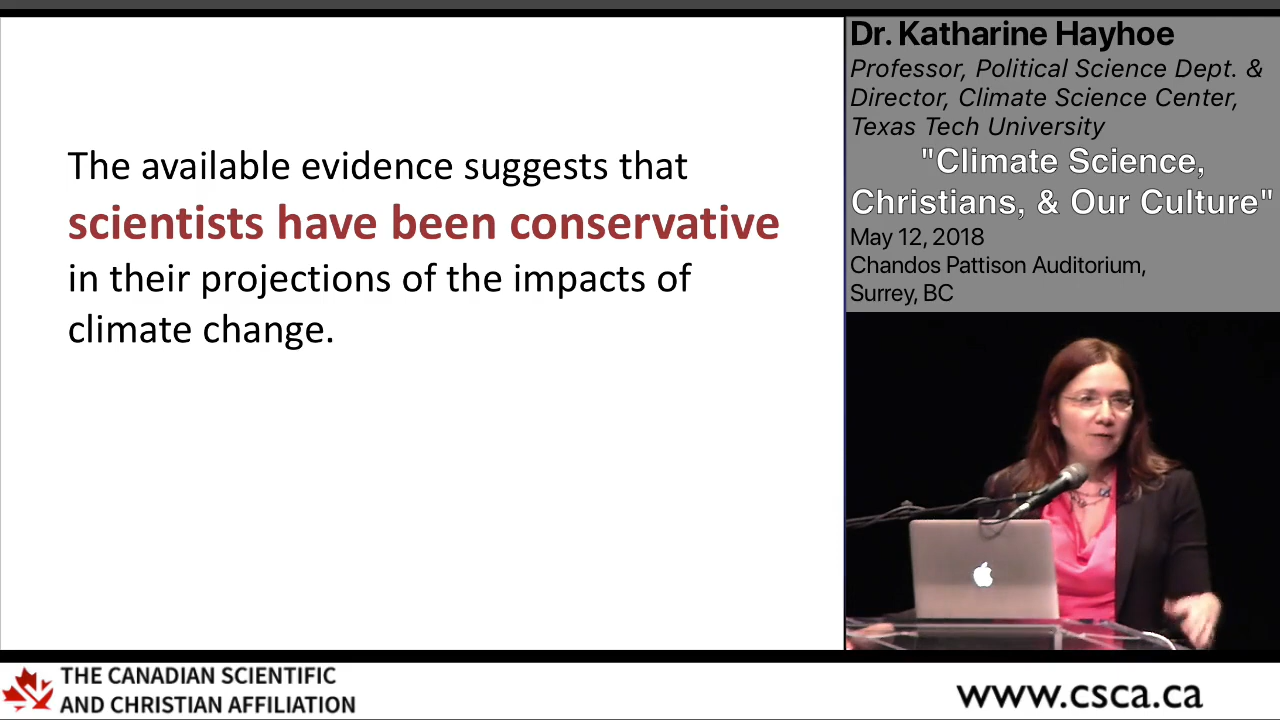 The available evidence suggests that
scientists have been conservative
in their projections of the impacts of
climate change.
Dr. Katharine Hayhoe
Professor, Political Science Dept. &
Director, Climate Science Center,
Texas Tech University
"Climate Science,
Christians, & Our Culture"
May 12, 2018
Chandos Pattison Auditorium,
Surrey, BC
THE CANADIAN SCIENTIFIC
AND CHRISTIAN AFFILIATION
www.csca.ca